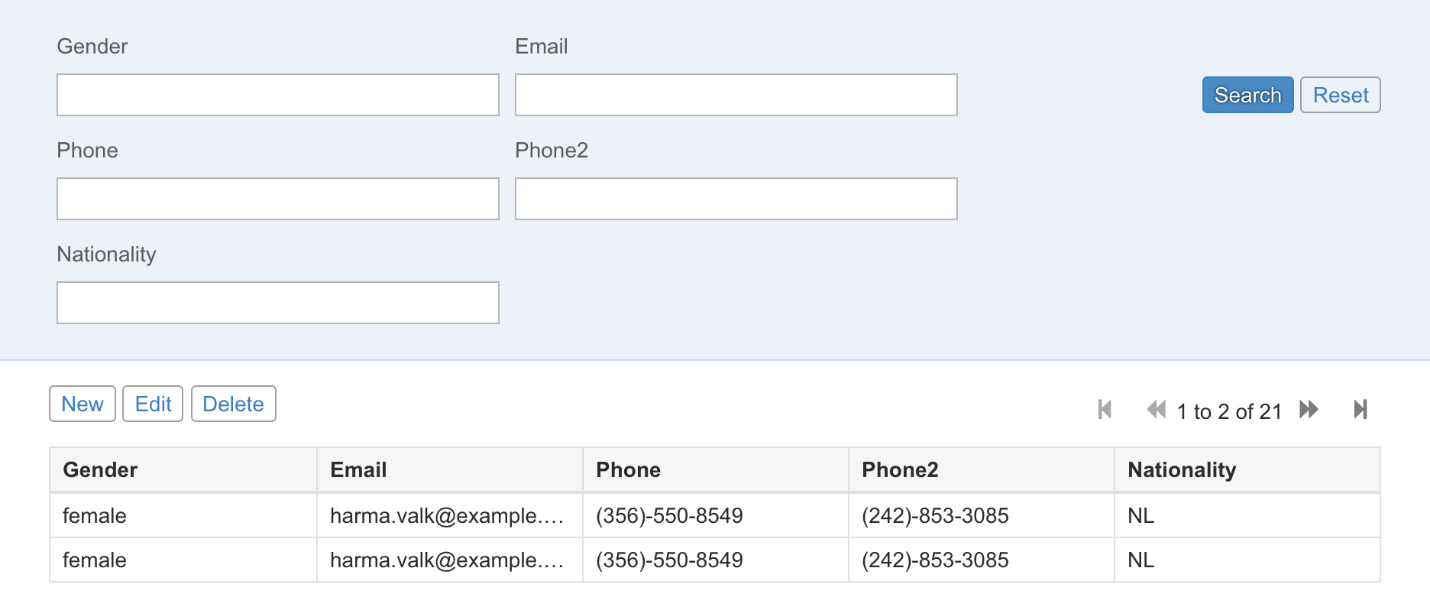 Gender Email
Search Reset
Phone Phone2
Nationality
New Edit Delete 1 to 2 of 21
Gender Email Phone Phone2 Nationality
female harma.valk@example.... (356)-550-8549 (242)-853-3085 NL
female harma.valk@example.... (356)-550-8549 (242)-853-3085 NL